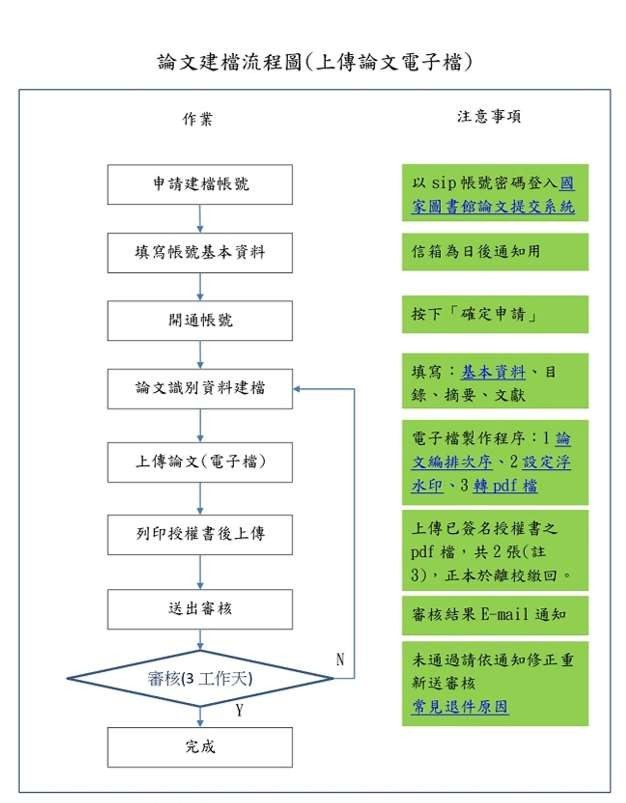 論文建檔流程圖(上傳論文電子檔)
作業
注意事項
申請建檔帳號
以 sip 帳號密碼登入國
家圖書館論文提交系統
填寫帳號基本資料
信箱為日後通知用
開通帳號
按下「確定申請」
論文識別資料建檔
填寫：基本資料、目
錄、摘要、文獻
上傳論文(電子檔)
電子檔製作程序：1 論
文編排次序、2 設定浮
水印、3 轉 pdf 檔
列印授權書後上傳
上傳已簽名授權書之
pdf 檔，共 2 張(註
3)，正本於離校繳回。
送出審核
審核結果 E-mail 通知
審核(3 工作天)
N
Y
未通過請依通知修正重
新送審核
常見退件原因
完成